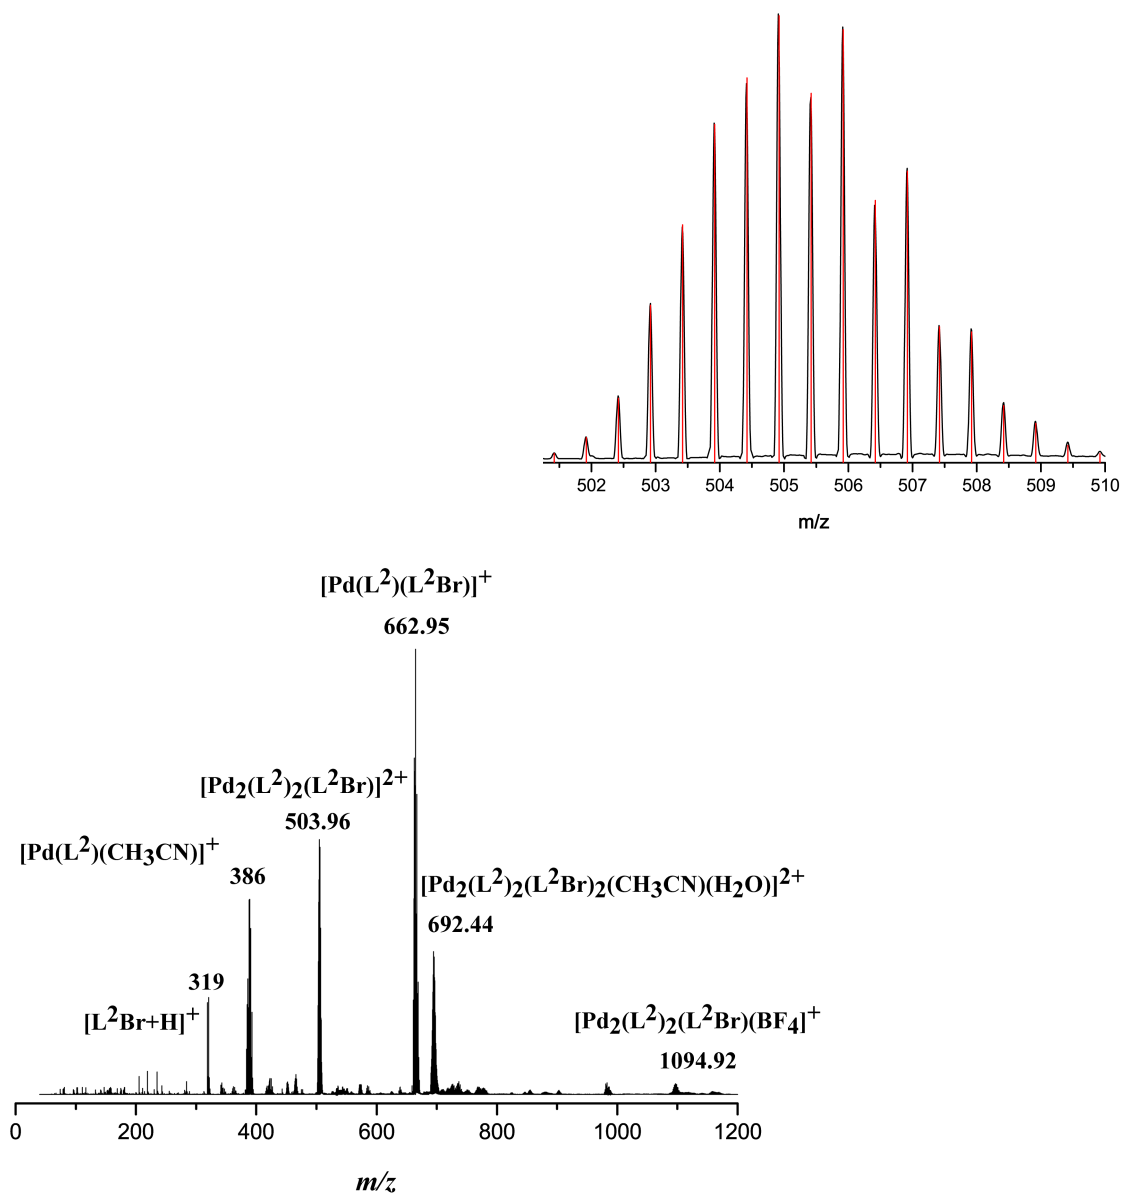 502 503 504 505 506 507 508 509 510
m/z
[Pd(L²)(L²Br)]⁺
662.95
[Pd₂(L²)₂(L²Br)]²⁺
503.96
[Pd(L²)(CH₃CN)]⁺
386
[Pd₂(L²)₂(L²Br)₂(CH₃CN)(H₂O)]²⁺
692.44
319
[L²Br+H]⁺
[Pd₂(L²)₂(L²Br)(BF₄]⁺
1094.92
0 200 400 600 800 1000 1200
m/z